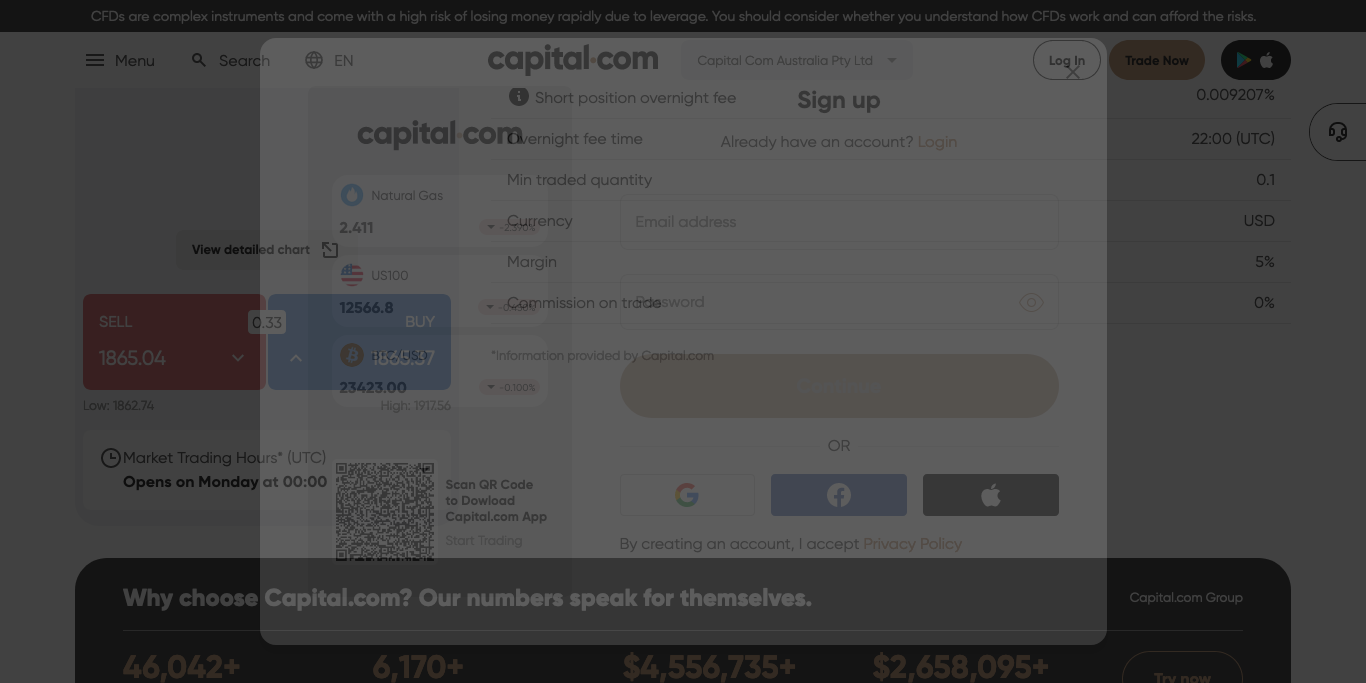 CFDs are complex instruments and come with a high risk of losing money rapidly due to leverage. You should consider whether you understand how CFDs work and can afford the risks.
Menu
Search
EN
capital.com
Capital Com Australia Pty Ltd
Log In
Trade Now
Short position overnight fee
0.009207%
Overnight fee time
22:00 (UTC)
Min traded quantity
0.1
Currency
USD
Margin
5%
Commission on trade
0%
*Information provided by Capital.com
View detailed chart
SELL
1865.04
0.33
BUY
Low: 1862.74
High: 1917.56
Market Trading Hours* (UTC)
Opens on Monday at 00:00
capital.com
Natural Gas
2.411
US100
12566.8
23423.00
-0.100%
Scan QR Code
to Dowload
Capital.com App
Start Trading
Sign up
Already have an account? Login
Email address
Password
Continue
OR
By creating an account, I accept Privacy Policy
Why choose Capital.com? Our numbers speak for themselves.
Capital.com Group
46,042+
6,170+
$4,556,735+
$2,658,095+
Try now